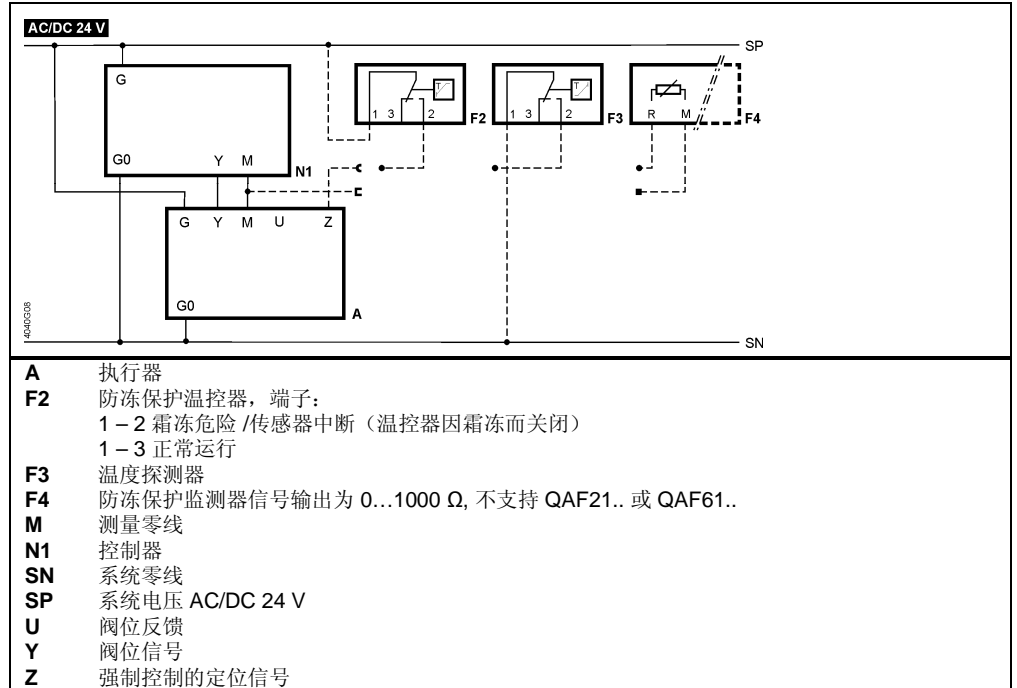 AC/DC 24 V
SP
G
1 3 2
F2
1 3 2
F3
R M
F4
G0 Y M
N1
G Y M U Z
G0
A
4040G08
SN
A 执行器
F2 防冻保护温控器，端子：
1 – 2 霜冻危险 /传感器中断（温控器因霜冻而关闭）
1 – 3 正常运行
F3 温度探测器
F4 防冻保护监测器信号输出为 0…1000 Ω, 不支持 QAF21.. 或 QAF61..
M 测量零线
N1 控制器
SN 系统零线
SP 系统电压 AC/DC 24 V
U 阀位反馈
Y 阀位信号
Z 强制控制的定位信号